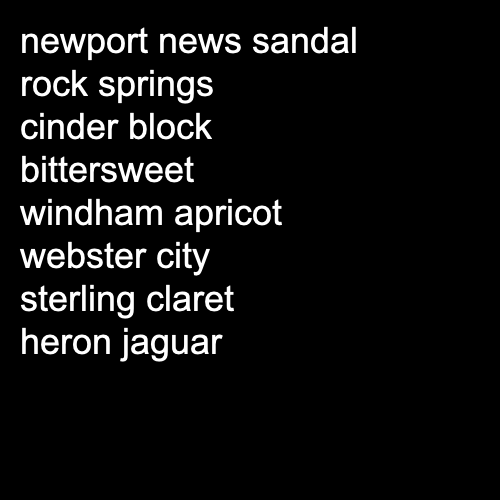 newport news sandal
rock springs
cinder block
bittersweet
windham apricot
webster city
sterling claret
heron jaguar